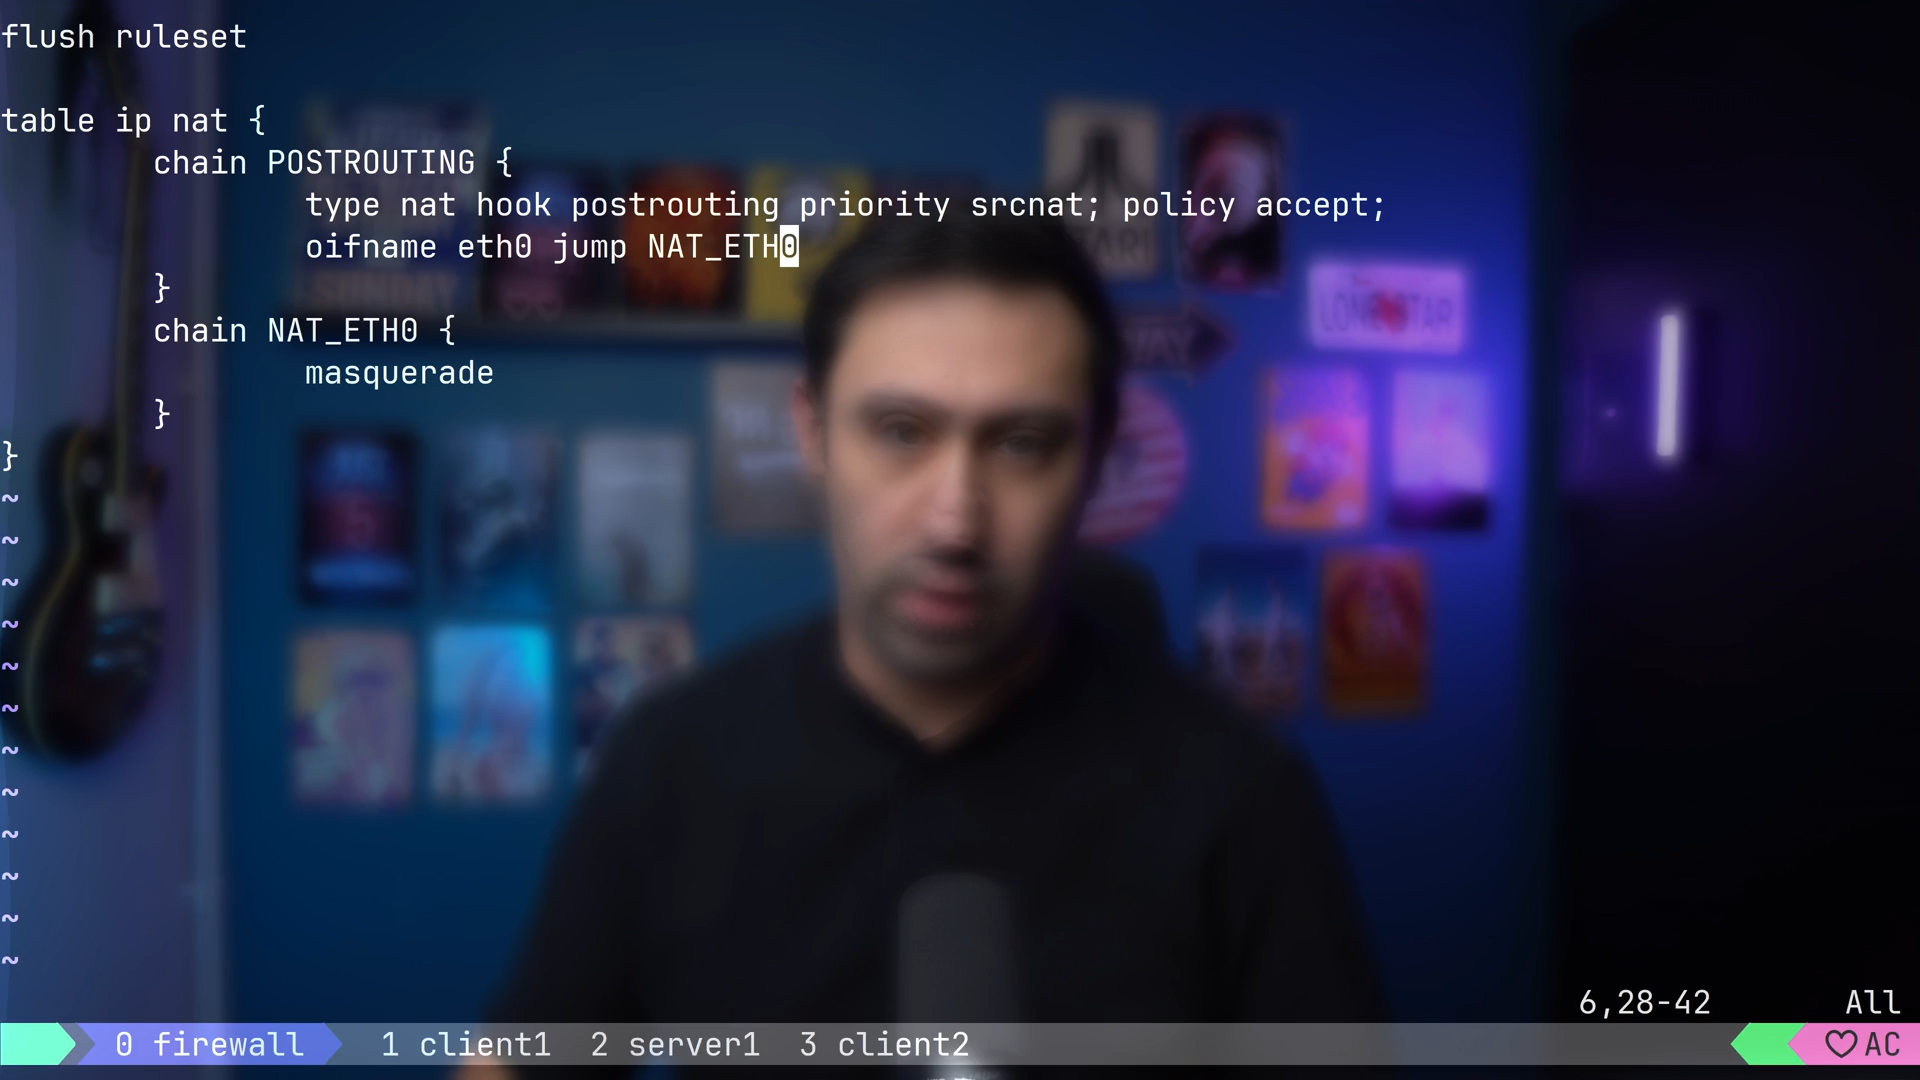 flush ruleset
table ip nat {
chain POSTROUTING {
type nat hook postrouting priority srcnat; policy accept;
oifname eth0 jump NAT_ETH0
}
chain NAT_ETH0 {
masquerade
}
}
~
~
~
~
~
~
~
~
~
~
~
~
6,28-42 All
0 firewall 1 client1 2 server1 3 client2 ♡AC